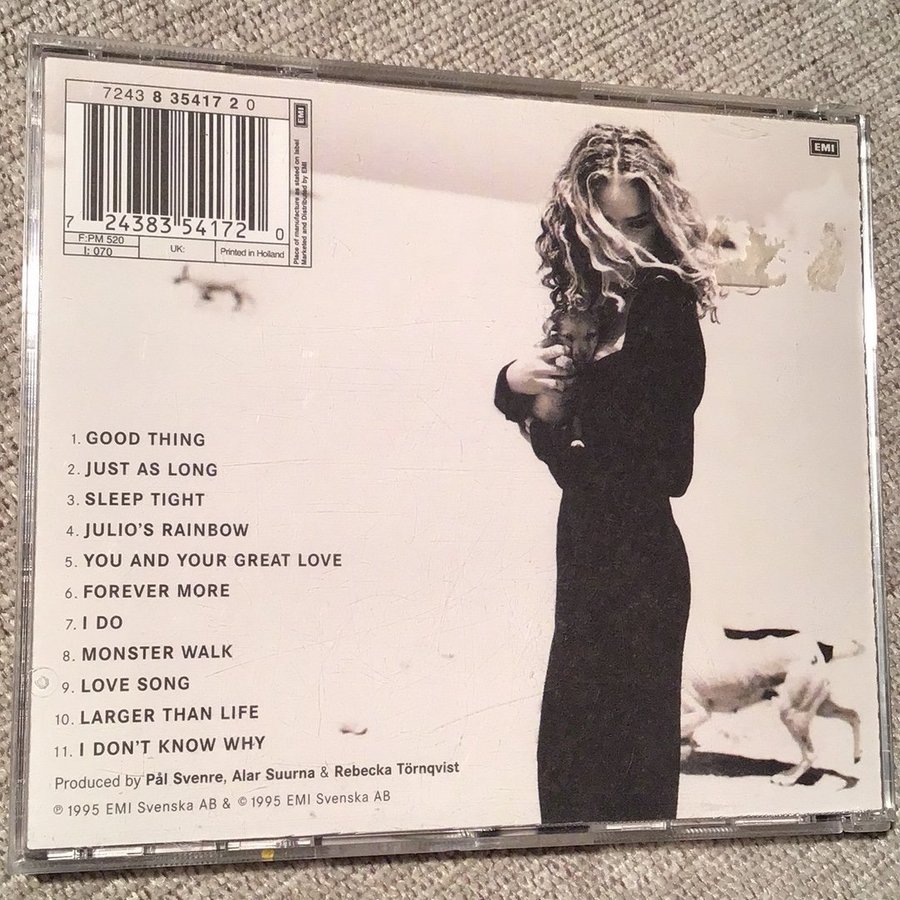 7243 8 35417 2 0
EMI
Place of manufacture as stated on label
Marketed and Distributed by EMI
7 24383 54172 0
F:PM 520
I: 070
UK:
Printed in Holland
EMI
1. GOOD THING
2. JUST AS LONG
3. SLEEP TIGHT
4. JULIO'S RAINBOW
5. YOU AND YOUR GREAT LOVE
6. FOREVER MORE
7. I DO
8. MONSTER WALK
9. LOVE SONG
10. LARGER THAN LIFE
11. I DON'T KNOW WHY
Produced by Pål Svenre, Alar Suurna & Rebecka Törnqvist
℗ 1995 EMI Svenska AB & © 1995 EMI Svenska AB